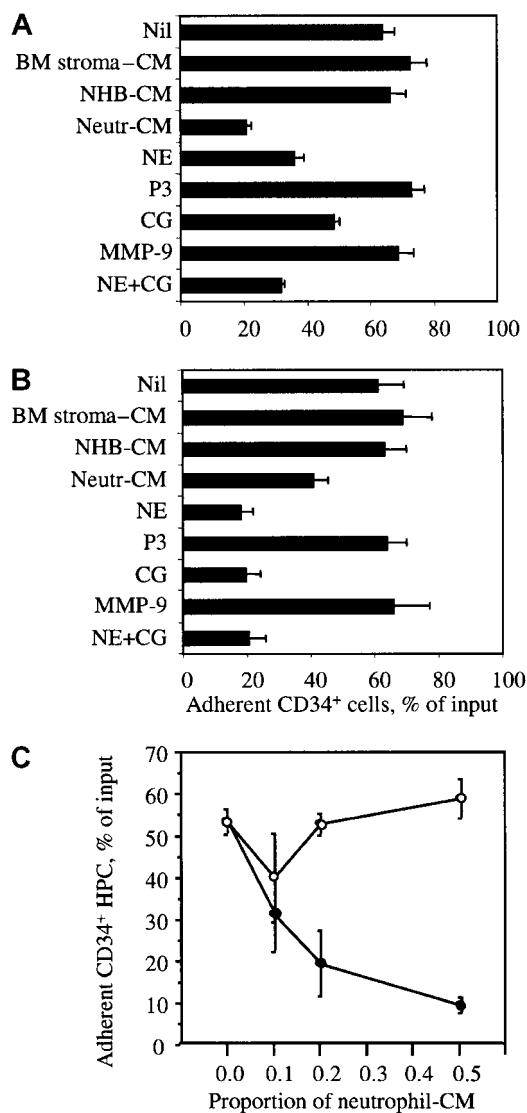 A
Nil
BM stroma–CM
NHB-CM
Neutr-CM
NE
P3
CG
MMP-9
NE+CG
0 20 40 60 80 100
B
Nil
BM stroma–CM
NHB-CM
Neutr-CM
NE
P3
CG
MMP-9
NE+CG
0 20 40 60 80 100
Adherent CD34+ cells, % of input
C
Adherent CD34+ HPC, % of input
70
60
50
40
30
20
10
0
0.0 0.1 0.2 0.3 0.4 0.5
Proportion of neutrophil-CM